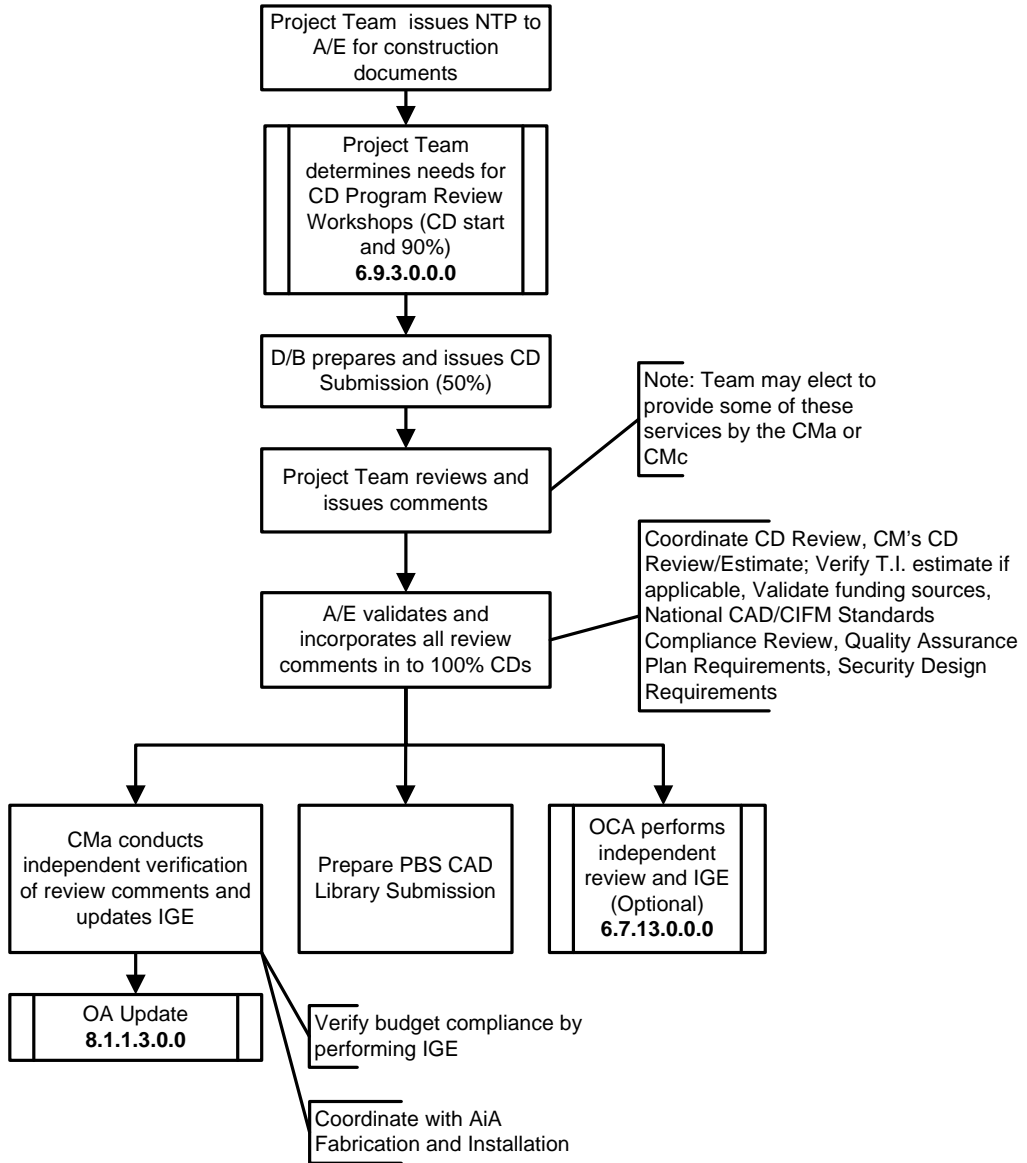 Project Team issues NTP to
A/E for construction
documents
Project Team
determines needs for
CD Program Review
Workshops (CD start
and 90%)
6.9.3.0.0.0
D/B prepares and issues CD
Submission (50%)
Note: Team may elect to
provide some of these
services by the CMa or
CMc
Project Team reviews and
issues comments
Coordinate CD Review, CM's CD
Review/Estimate; Verify T.I. estimate if
applicable, Validate funding sources,
National CAD/CIFM Standards
Compliance Review, Quality Assurance
Plan Requirements, Security Design
Requirements
A/E validates and
incorporates all review
comments in to 100% CDs
CMa conducts
independent verification
of review comments and
updates IGE
Prepare PBS CAD
Library Submission
OCA performs
independent
review and IGE
(Optional)
6.7.13.0.0.0
OA Update
8.1.1.3.0.0
Verify budget compliance by
performing IGE
Coordinate with AiA
Fabrication and Installation